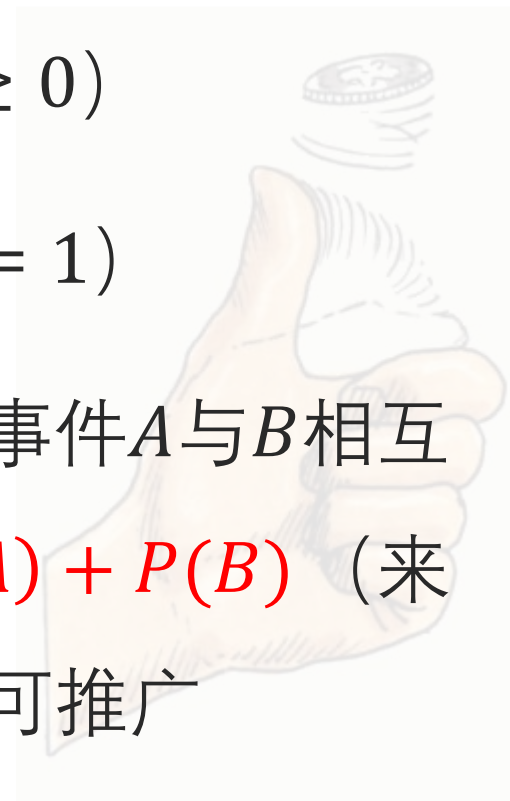 ≥ 0）
= 1）
事件A与B相互
A) + P(B)（来
可推广